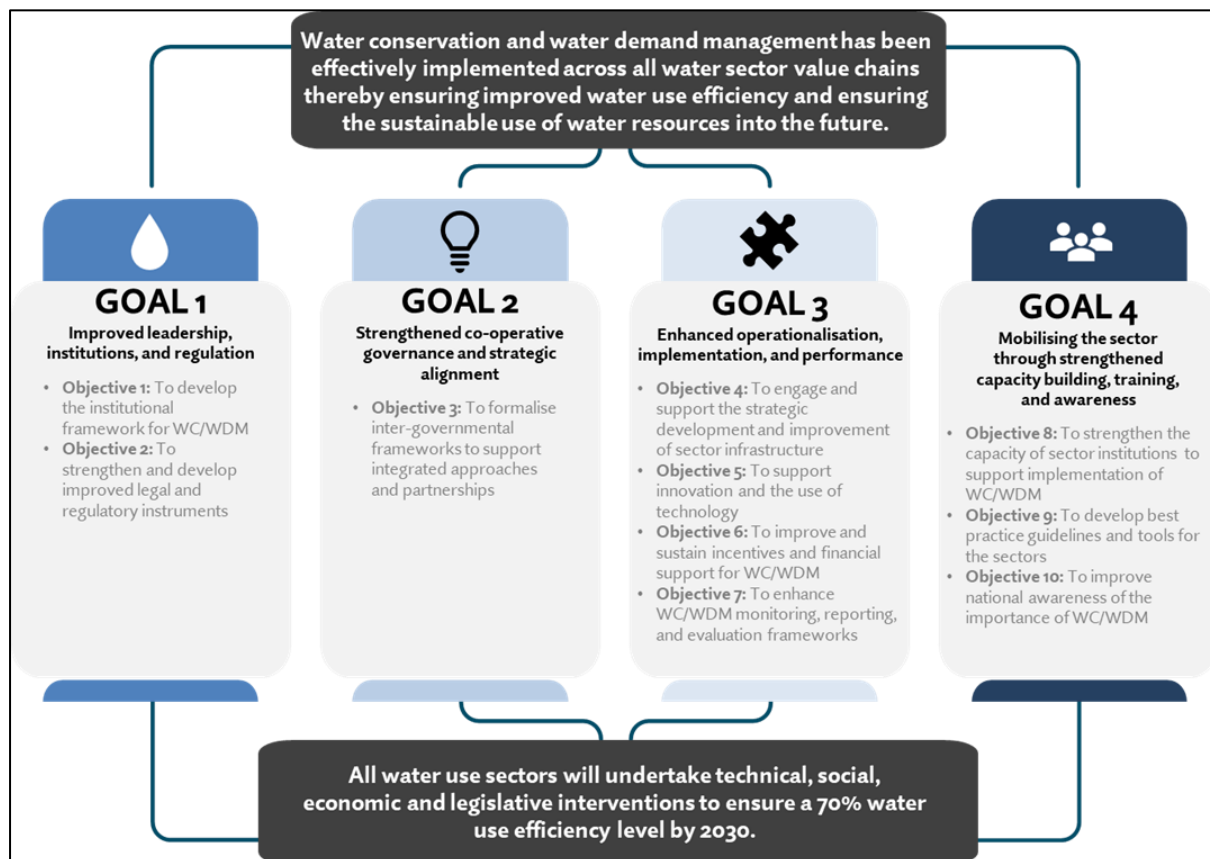 Water conservation and water demand management has been
effectively implemented across all water sector value chains
thereby ensuring improved water use efficiency and ensuring
the sustainable use of water resources into the future.
GOAL 1
Improved leadership,
institutions, and regulation
• Objective 1: To develop
the institutional
framework for WC/WDM
• Objective 2: To
strengthen and develop
improved legal and
regulatory instruments
GOAL 2
Strengthened co-operative
governance and strategic
alignment
• Objective 3: To formalise
inter-governmental
frameworks to support
integrated approaches
and partnerships
GOAL 3
Enhanced operationalisation,
implementation, and performance
• Objective 4: To engage and
support the strategic
development and improvement
of sector infrastructure
• Objective 5: To support
innovation and the use of
technology
• Objective 6: To improve and
sustain incentives and financial
support for WC/WDM
• Objective 7: To enhance
WC/WDM monitoring, reporting,
and evaluation frameworks
GOAL 4
Mobilising the sector
through strengthened
capacity building, training,
and awareness
• Objective 8: To strengthen the
capacity of sector institutions to
support implementation of
WC/WDM
• Objective 9: To develop best
practice guidelines and tools for
the sectors
• Objective 10: To improve
national awareness of the
importance of WC/WDM
All water use sectors will undertake technical, social,
economic and legislative interventions to ensure a 70% water
use efficiency level by 2030.